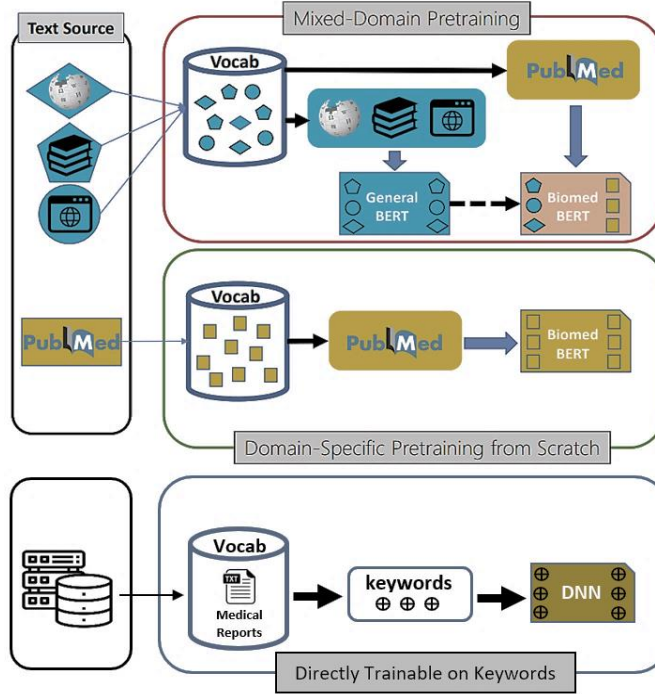 Text Source
Mixed-Domain Pretraining
Vocab
PubMed
General
BERT
Biomed
BERT
Vocab
PubMed
PubMed
Biomed
BERT
Domain-Specific Pretraining from Scratch
Vocab
TXT
Medical
Reports
keywords
DNN
Directly Trainable on Keywords